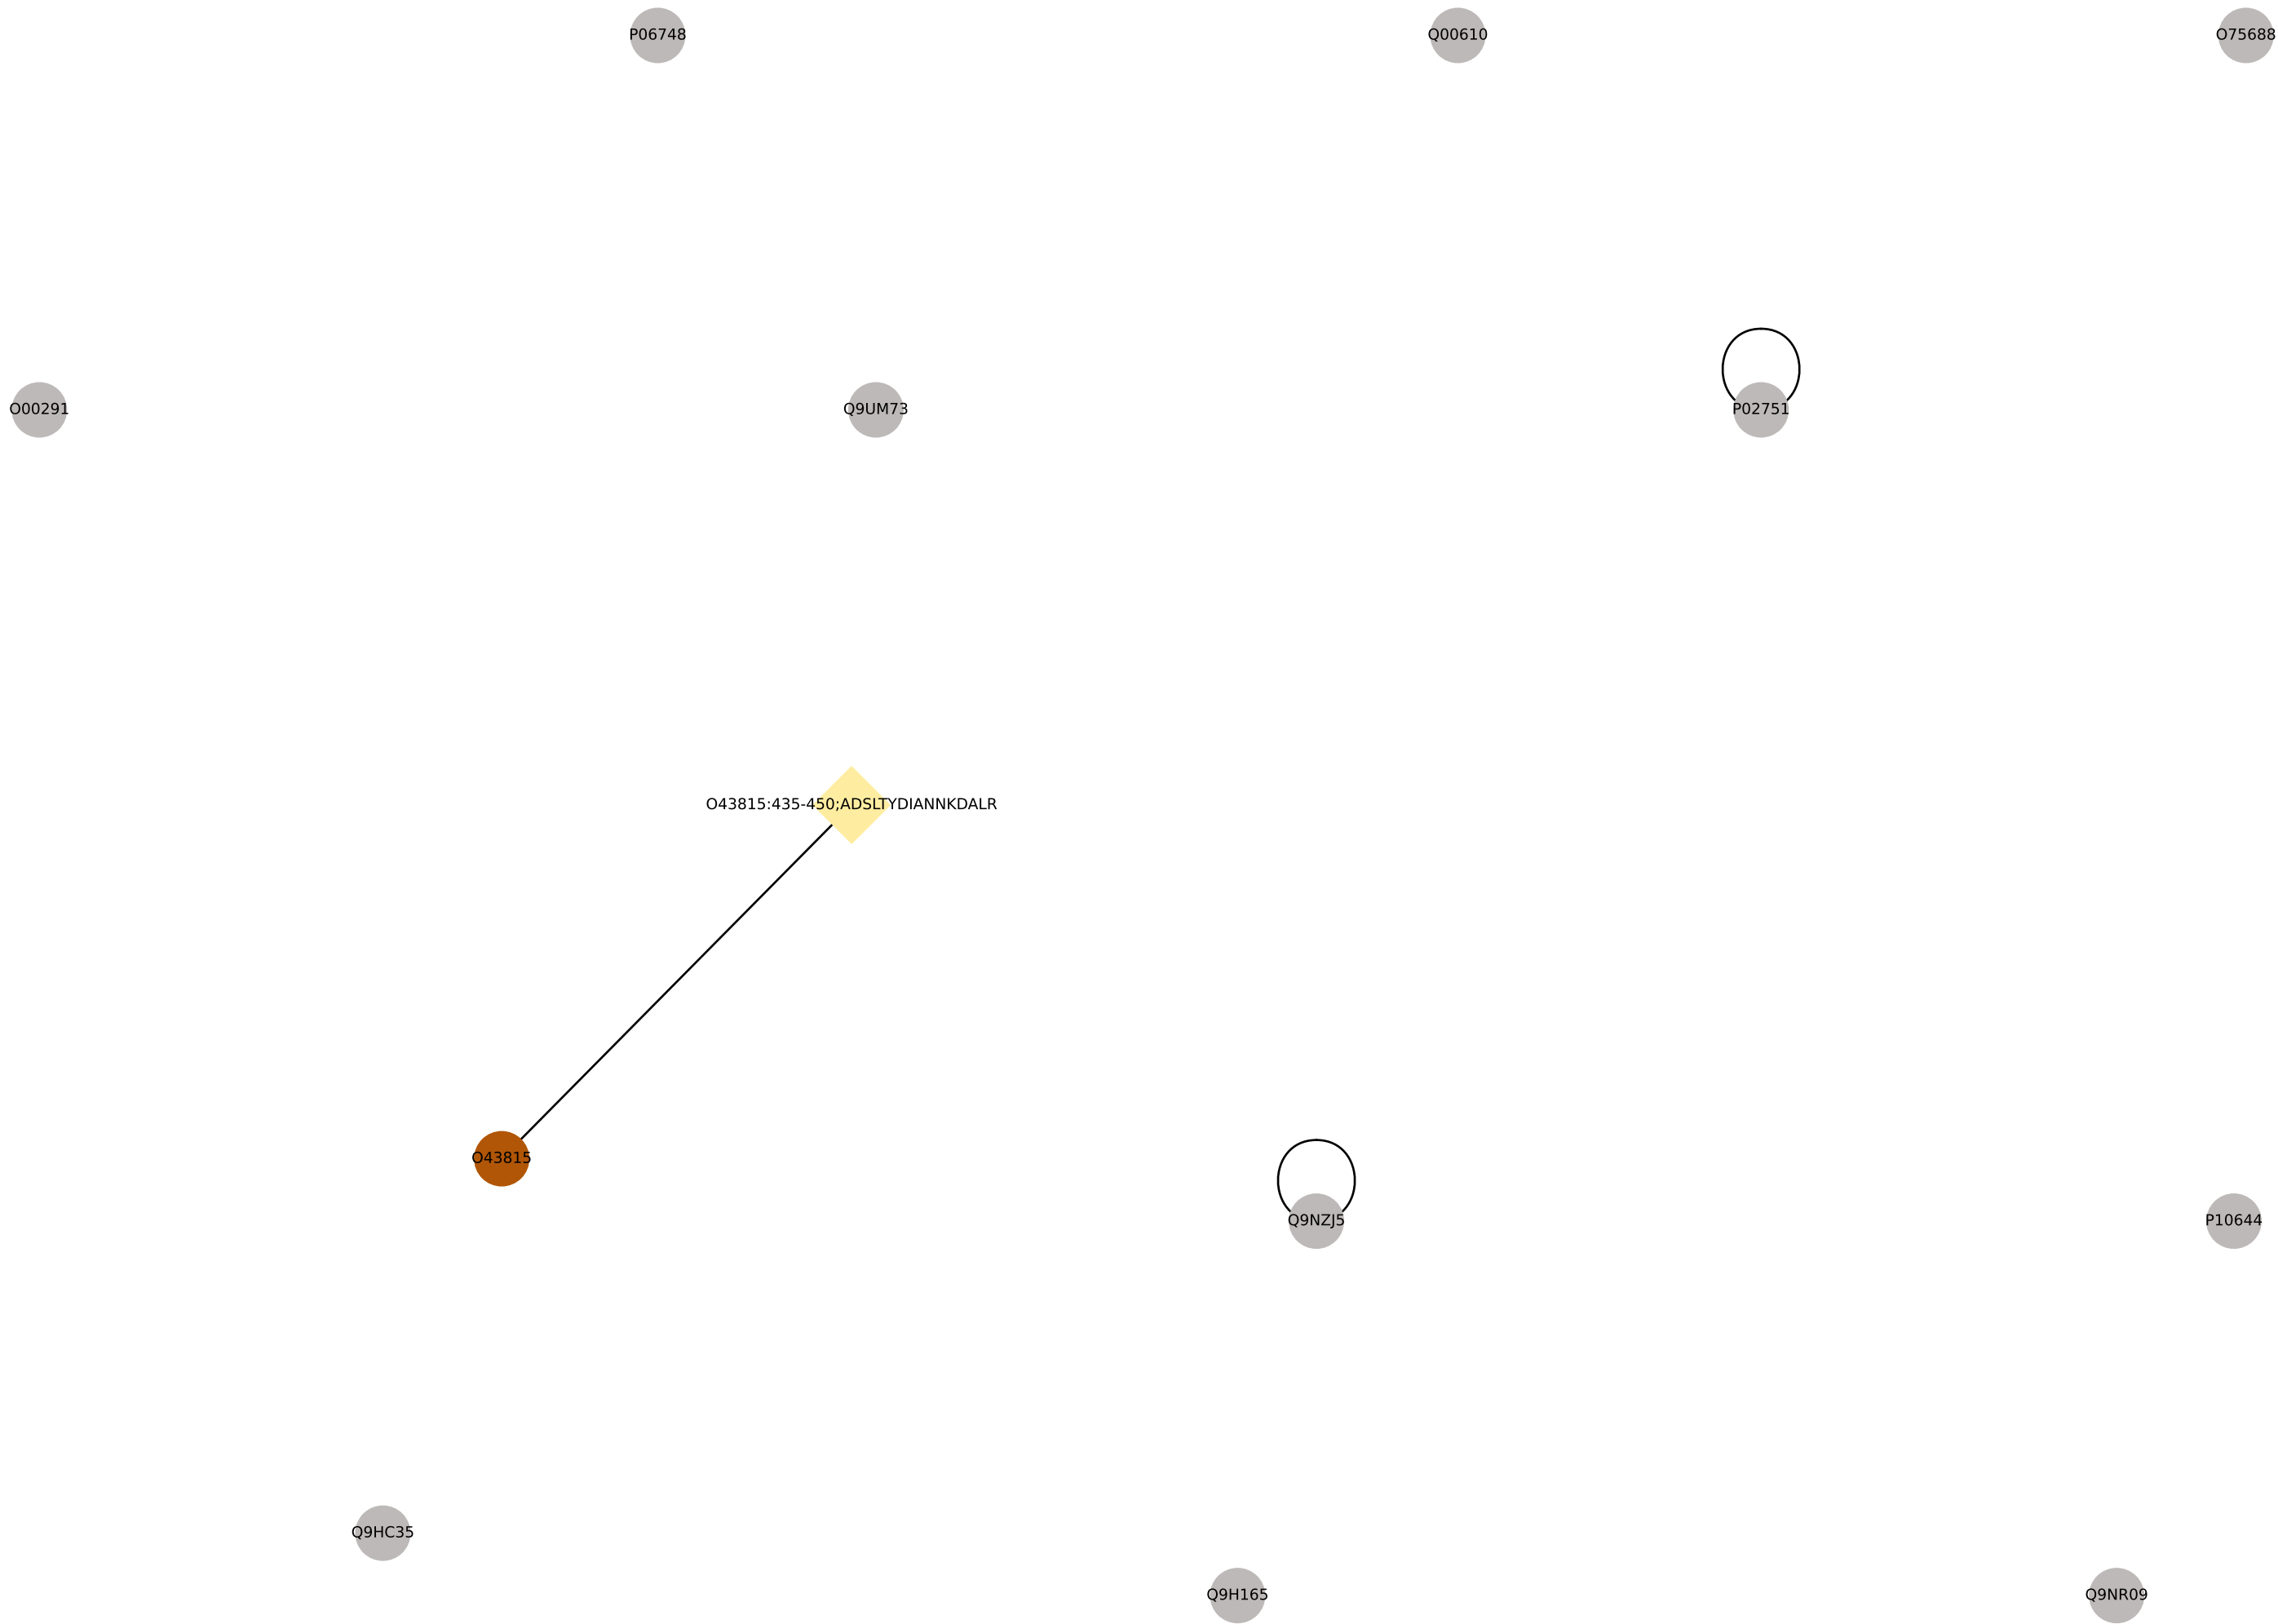 P06748
Q00610
O75688
O00291
Q9UM73
P02751
O43815:435-450;ADSLTYDIANNKDALR
O43815
Q9NZJ5
P10644
Q9HC35
Q9H165
Q9NR09